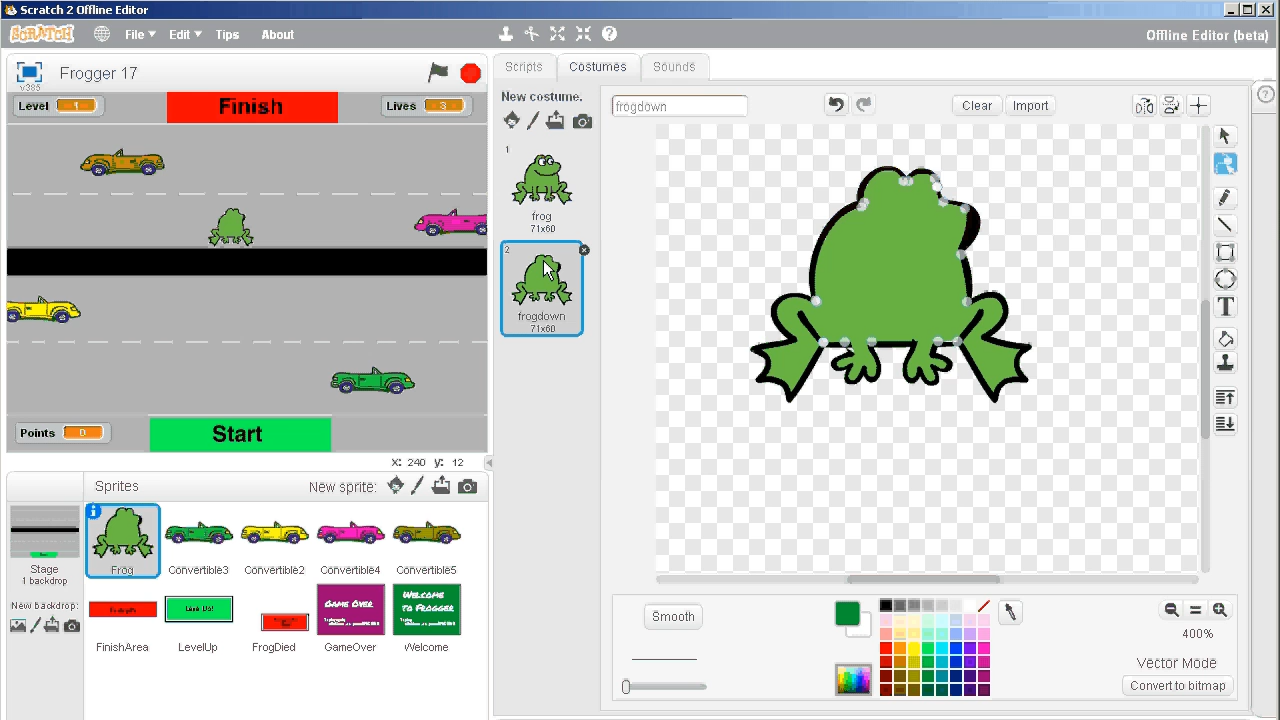 Scratch 2 Offline Editor
SCRATCH File Edit Tips About Offline Editor (beta)
v385 Frogger 17
Scripts Costumes Sounds
Level 1 Finish Lives 3
New costume.
frogdown Clear Import
1
frog
71x60
2
frogdown
71x60
Points 0 Start
x: 240 y: 12
Sprites New sprite:
Stage
1 backdrop
New backdrop:
Frog Convertible3 Convertible2 Convertible4 Convertible5
Level Up! GAME OVER WELCOME TO FROGGER
FinishArea LevelUp FrogDied GameOver Welcome
T
Smooth
400%
Vector Mode
Convert to bitmap